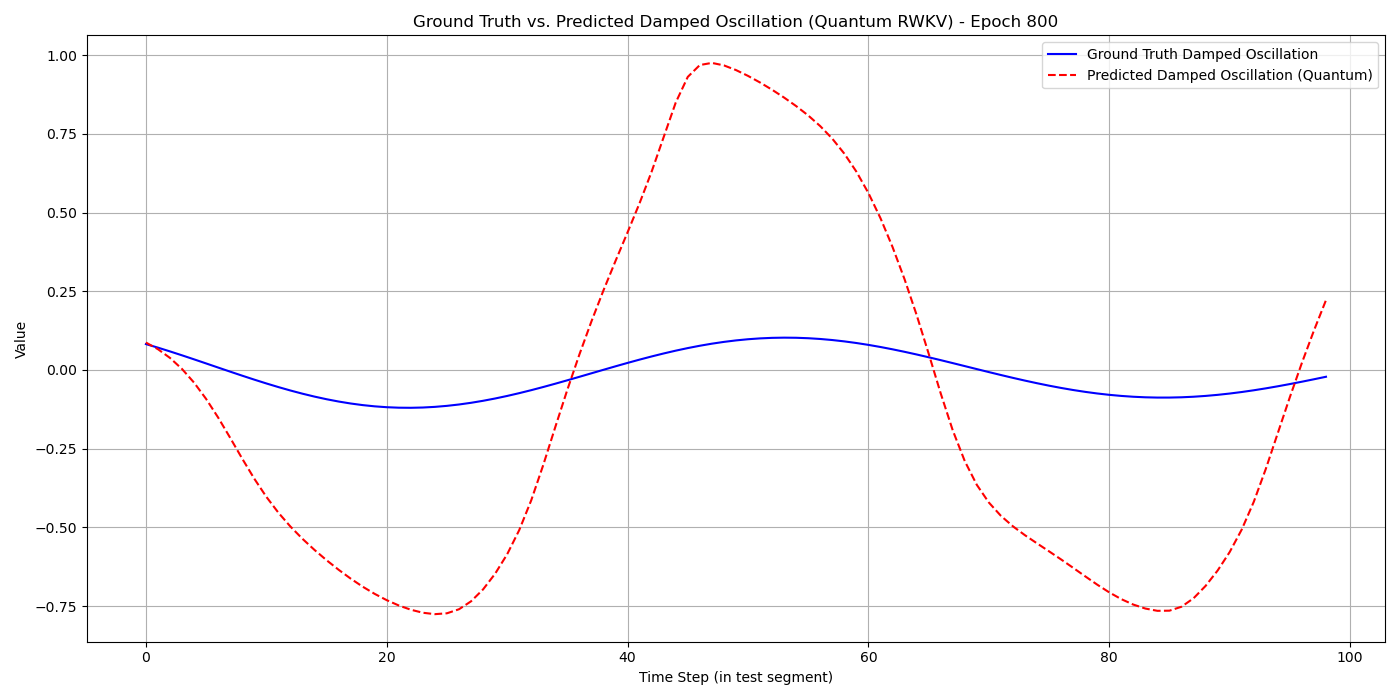 Ground Truth vs. Predicted Damped Oscillation (Quantum RWKV) - Epoch 800
Ground Truth Damped Oscillation
Predicted Damped Oscillation (Quantum)
Value
1.00
0.75
0.50
0.25
0.00
−0.25
−0.50
−0.75
0 20 40 60 80 100
Time Step (in test segment)